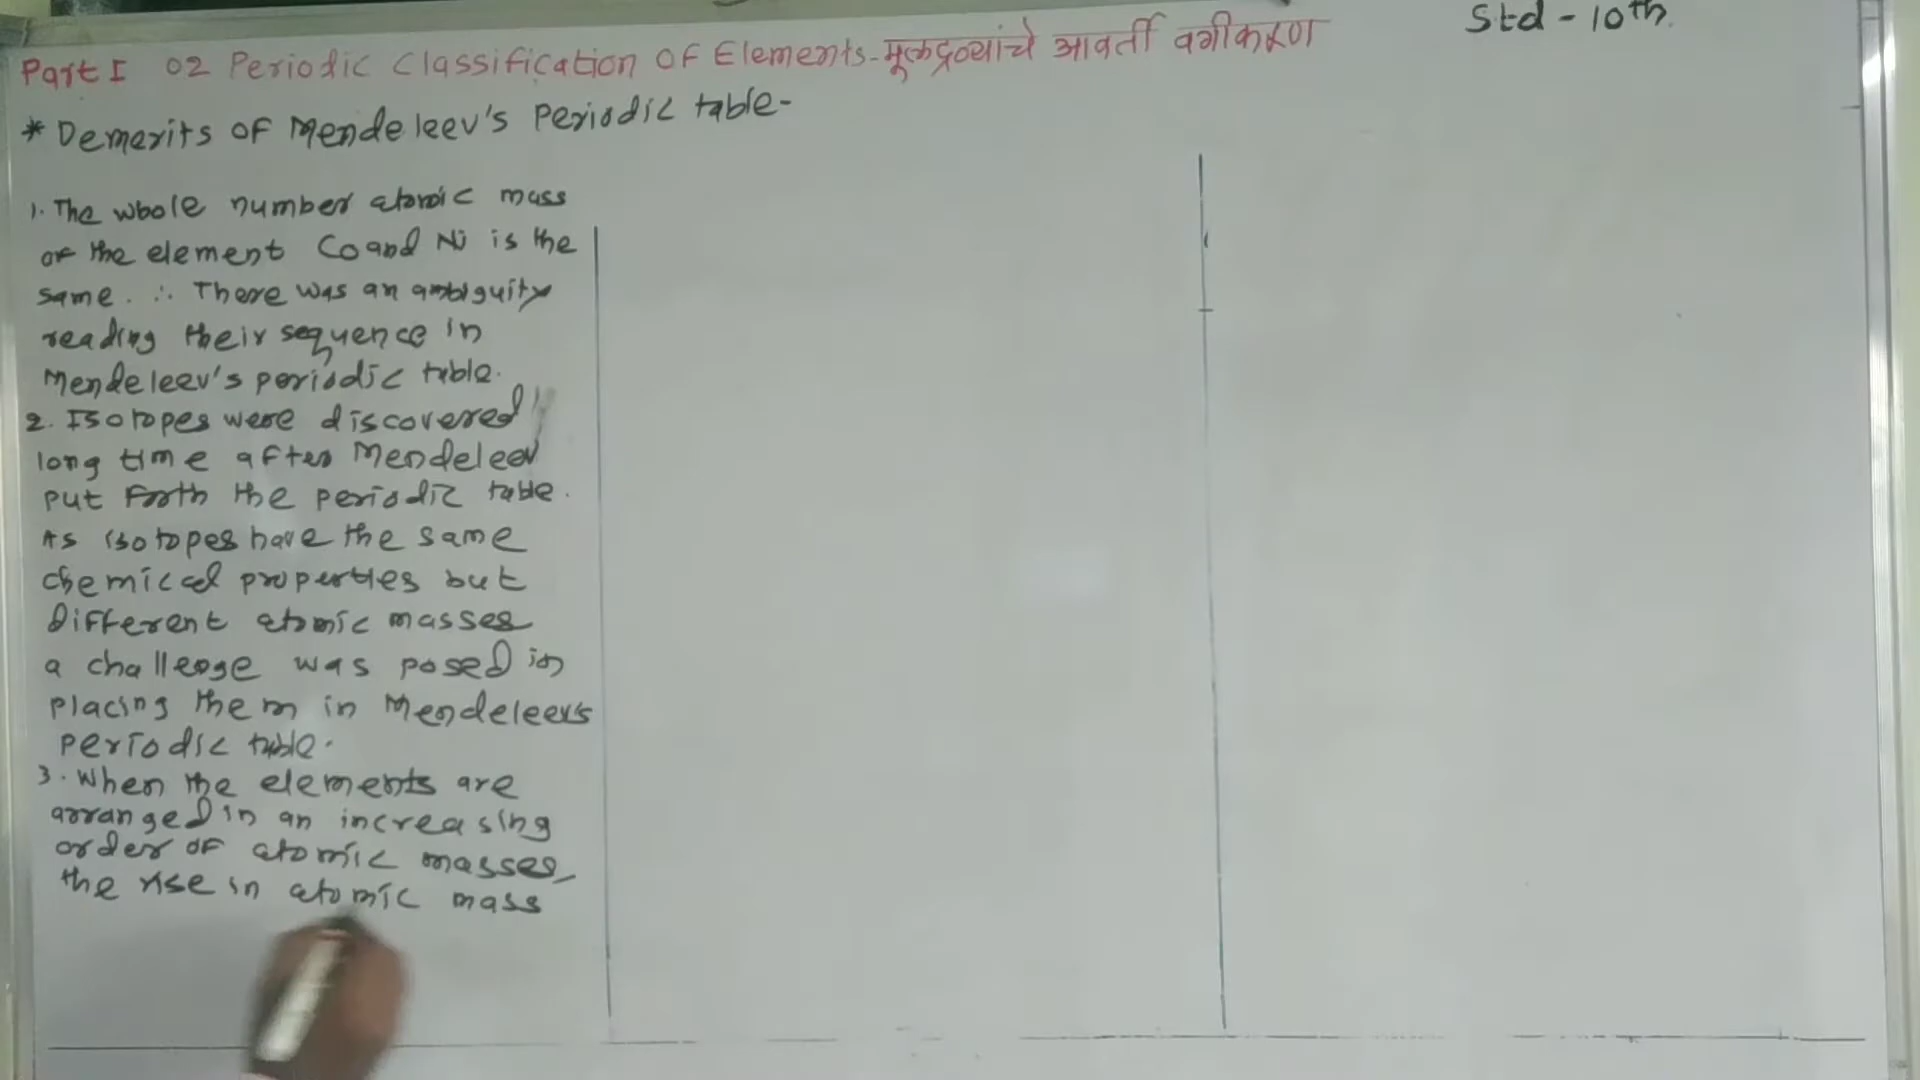 Part I 02 Periodic Classification OF Elements-मूलद्रव्यांचे आवर्ती वर्गीकरण
Std - 10th.
* Demerits OF Mendeleev's Periodic table-
1. The whole number atomic mass
of the element Co and Ni is the
same. ∴ There was an ambiguity
reading their sequence in
Mendeleev's periodic table.
2. Isotopes were discovered
long time after Mendeleev
put forth the periodic table.
As isotopes have the same
chemical properties but
different atomic masses
a challenge was posed in
placing them in Mendeleev's
periodic table.
3. When the elements are
arranged in an increasing
order OF atomic masses,
the rise in atomic mass